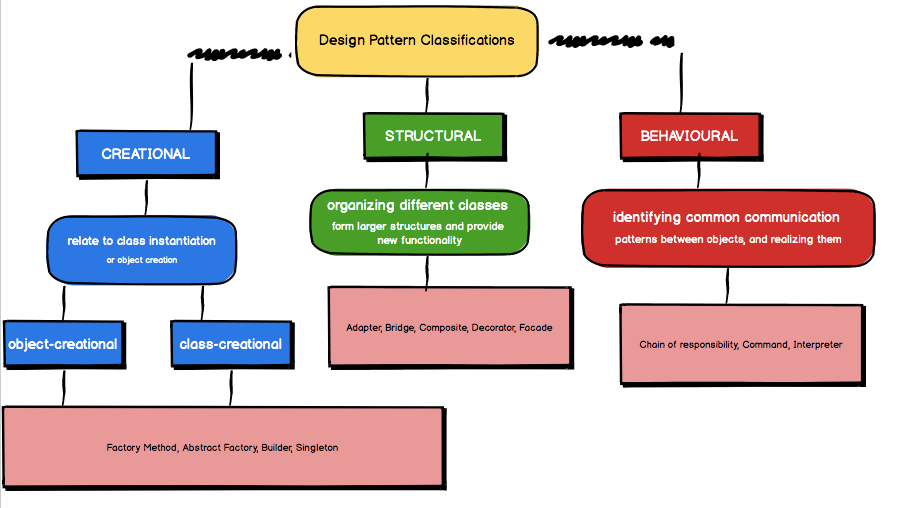 Design Pattern Classifications
CREATIONAL
STRUCTURAL
BEHAVIOURAL
relate to class instantiation
or object creation
organizing different classes
form larger structures and provide
new functionality
identifying common communication
patterns between objects, and realizing them
object-creational
class-creational
Adapter, Bridge, Composite, Decorator, Facade
Chain of responsibility, Command, Interpreter
Factory Method, Abstract Factory, Builder, Singleton